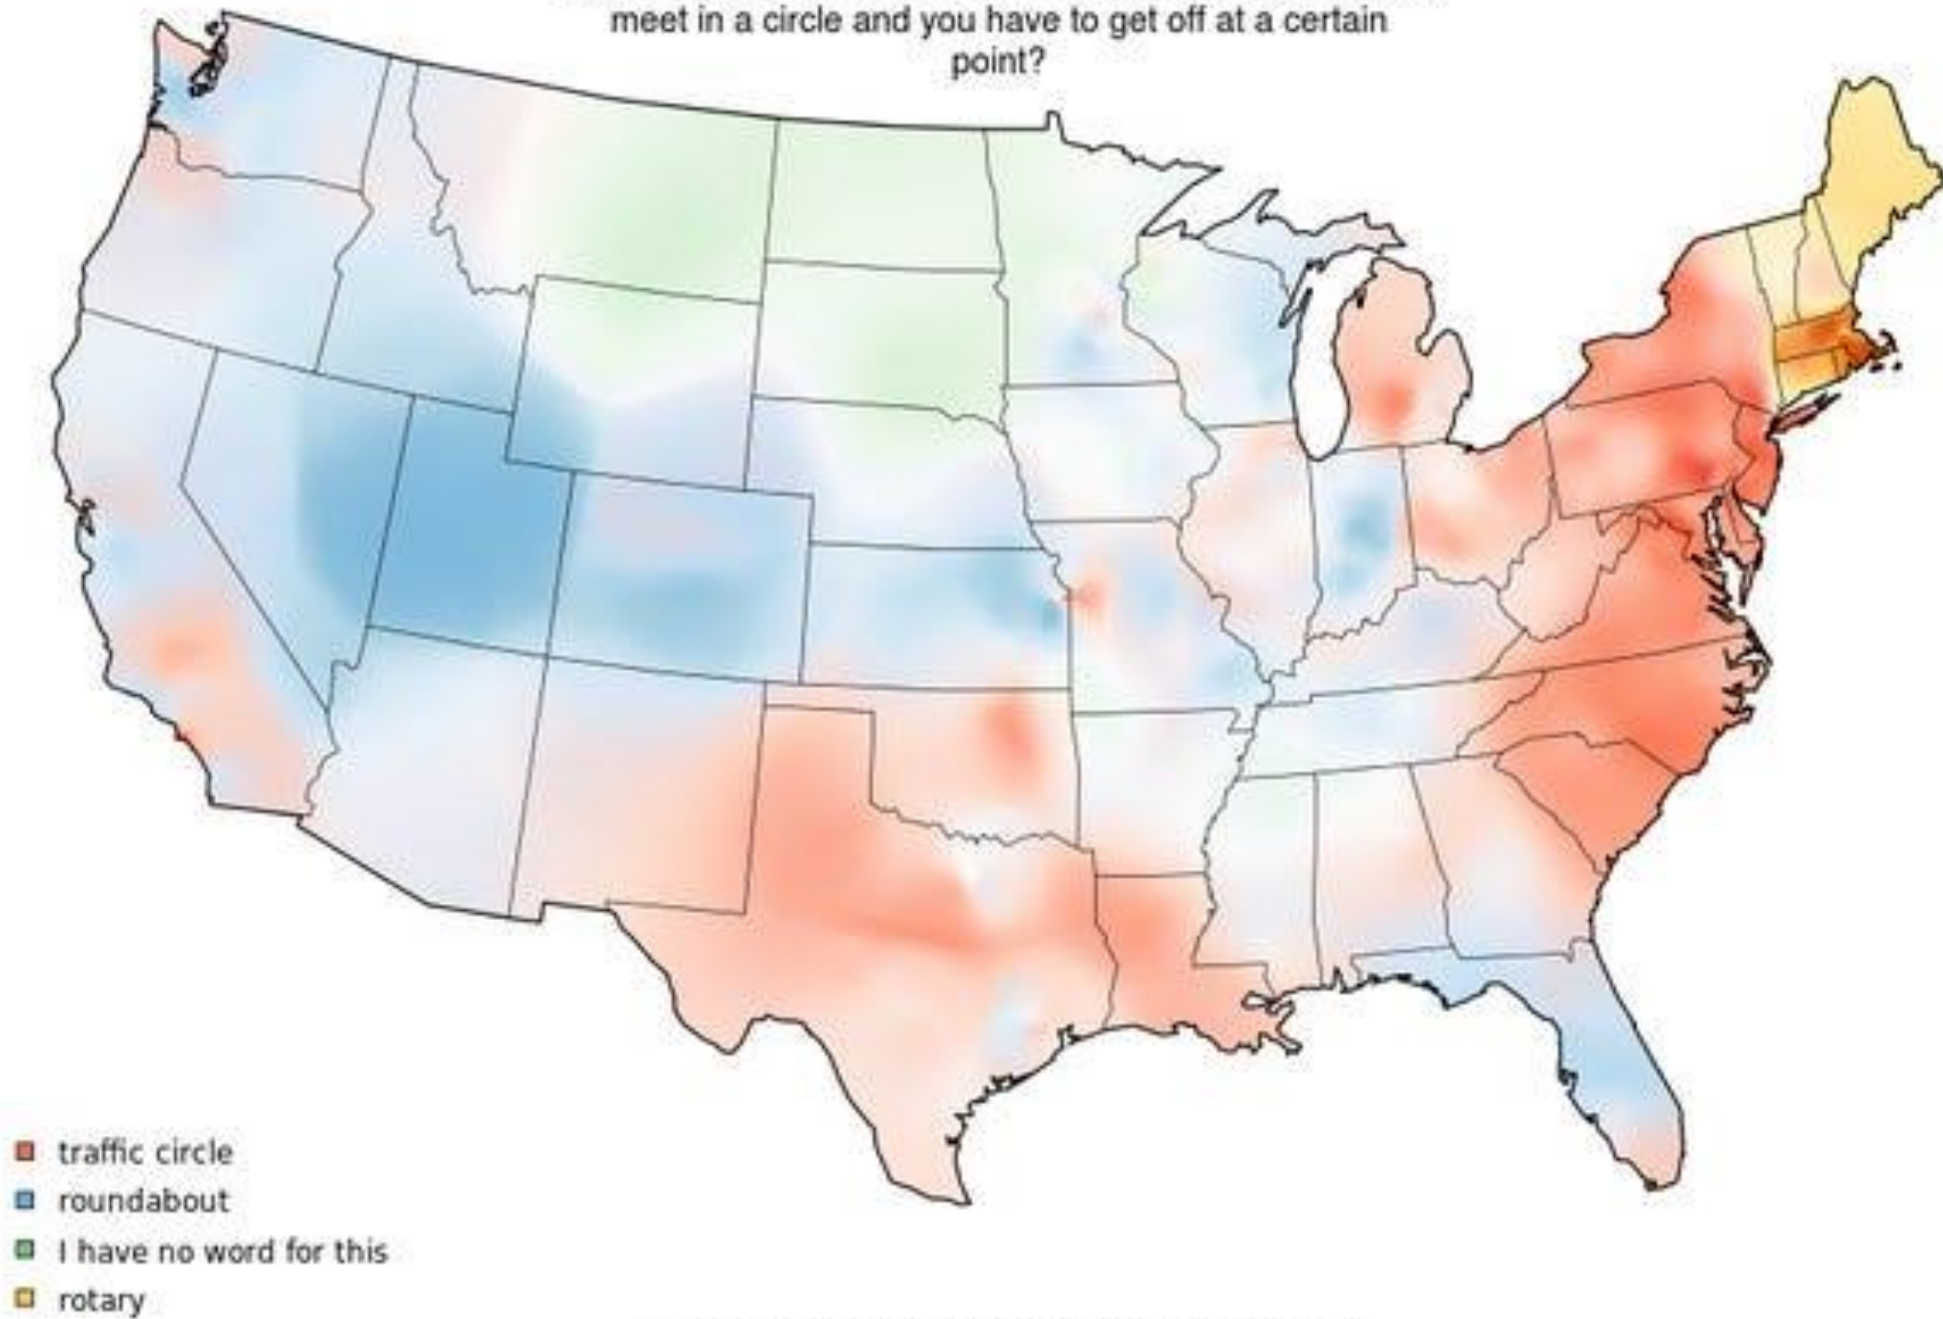 meet in a circle and you have to get off at a certain
point?
traffic circle
roundabout
I have no word for this
rotary